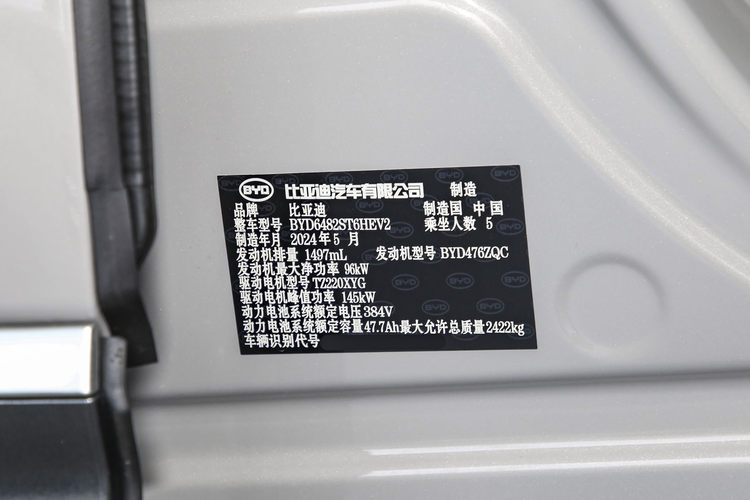 BYD 比亚迪汽车有限公司 制造
品牌 比亚迪 制造国 中国
整车型号 BYD6482ST6HEV2 乘坐人数 5
制造年月 2024年5月
发动机排量 1497mL 发动机型号 BYD476ZQC
发动机最大净功率 96kW
驱动电机型号 TZ220XYG
驱动电机峰值功率 145kW
动力电池系统额定电压 384V
动力电池系统额定容量 47.7Ah 最大允许总质量 2422kg
车辆识别代号